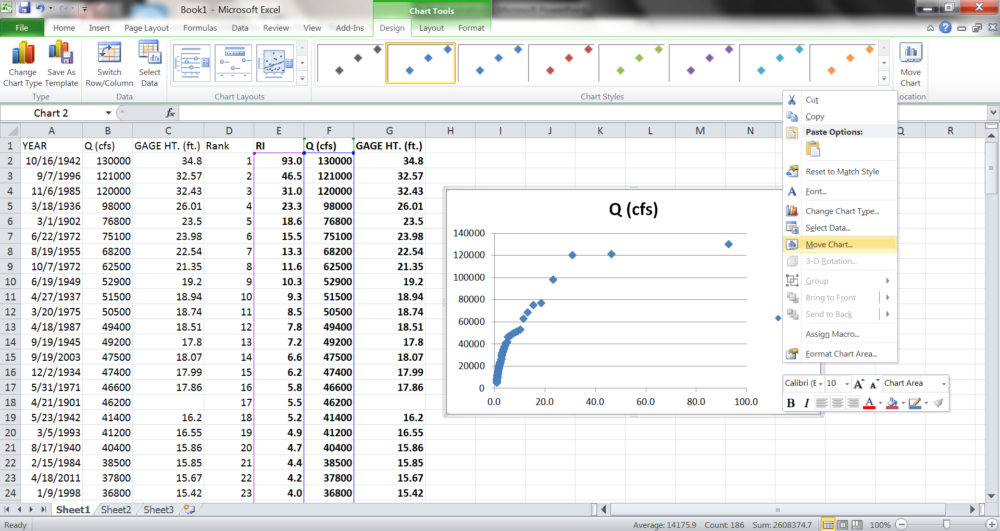 Book1 - Microsoft Excel
Chart Tools
File Home Insert Page Layout Formulas Data Review View Add-Ins Design Layout Format
Change Chart Type
Save As Template
Switch Row/Column
Select Data
Move Chart
Type Data Chart Layouts Chart Styles Location
Chart 2 fx
A B C D E F G H I J K L M N Q R
1 YEAR Q (cfs) GAGE HT. (ft.) Rank RI Q (cfs) GAGE HT. (ft.)
2 10/16/1942 130000 34.8 1 93.0 130000 34.8
3 9/7/1996 121000 32.57 2 46.5 121000 32.57
4 11/6/1985 120000 32.43 3 31.0 120000 32.43
5 3/18/1936 98000 26.01 4 23.3 98000 26.01
6 3/1/1902 76800 23.5 5 18.6 76800 23.5
7 6/22/1972 75100 23.98 6 15.5 75100 23.98
8 8/19/1955 68200 22.54 7 13.3 68200 22.54
9 10/7/1972 62500 21.35 8 11.6 62500 21.35
10 6/19/1949 52900 19.2 9 10.3 52900 19.2
11 4/27/1937 51500 18.94 10 9.3 51500 18.94
12 3/20/1975 50500 18.74 11 8.5 50500 18.74
13 4/18/1987 49400 18.51 12 7.8 49400 18.51
14 9/19/1945 49200 17.8 13 7.2 49200 17.8
15 9/19/2003 47500 18.07 14 6.6 47500 18.07
16 12/2/1934 47400 17.99 15 6.2 47400 17.99
17 5/31/1971 46600 17.86 16 5.8 46600 17.86
18 4/21/1901 46200 17 5.5 46200
19 5/23/1942 41400 16.2 18 5.2 41400 16.2
20 3/5/1993 41200 16.55 19 4.9 41200 16.55
21 8/17/1940 40400 15.86 20 4.7 40400 15.86
22 2/15/1984 38500 15.85 21 4.4 38500 15.85
23 4/18/2011 37800 15.67 22 4.2 37800 15.67
24 1/9/1998 36800 15.42 23 4.0 36800 15.42
Q (cfs)
140000
120000
100000
80000
60000
40000
20000
0
0.0 20.0 40.0 60.0 80.0 100.0
Cut
Copy
Paste Options:
Reset to Match Style
Font...
Change Chart Type...
Select Data...
Move Chart...
3-D Rotation...
Group
Bring to Front
Send to Back
Assign Macro...
Format Chart Area...
Calibri (E 10 A A Chart Area
B I A
Sheet1 Sheet2 Sheet3
Ready Average: 14175.9 Count: 186 Sum: 2608374.7 100%